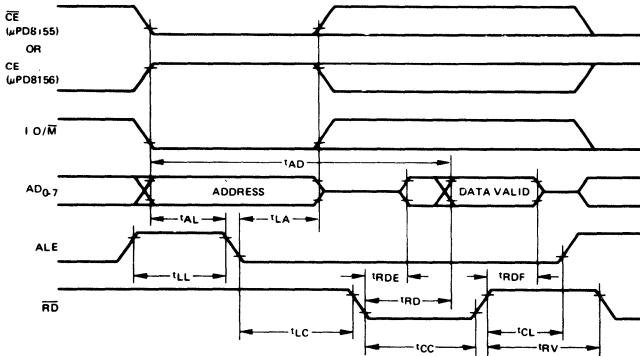 CE
(μPD8155)
OR
CE
(μPD8156)
IO/M
tAD
AD0-7
ADDRESS
DATA VALID
tAL
tLA
ALE
tLL
tRDE
tRDF
tRD
RD
tLC
tCC
tCL
tRV